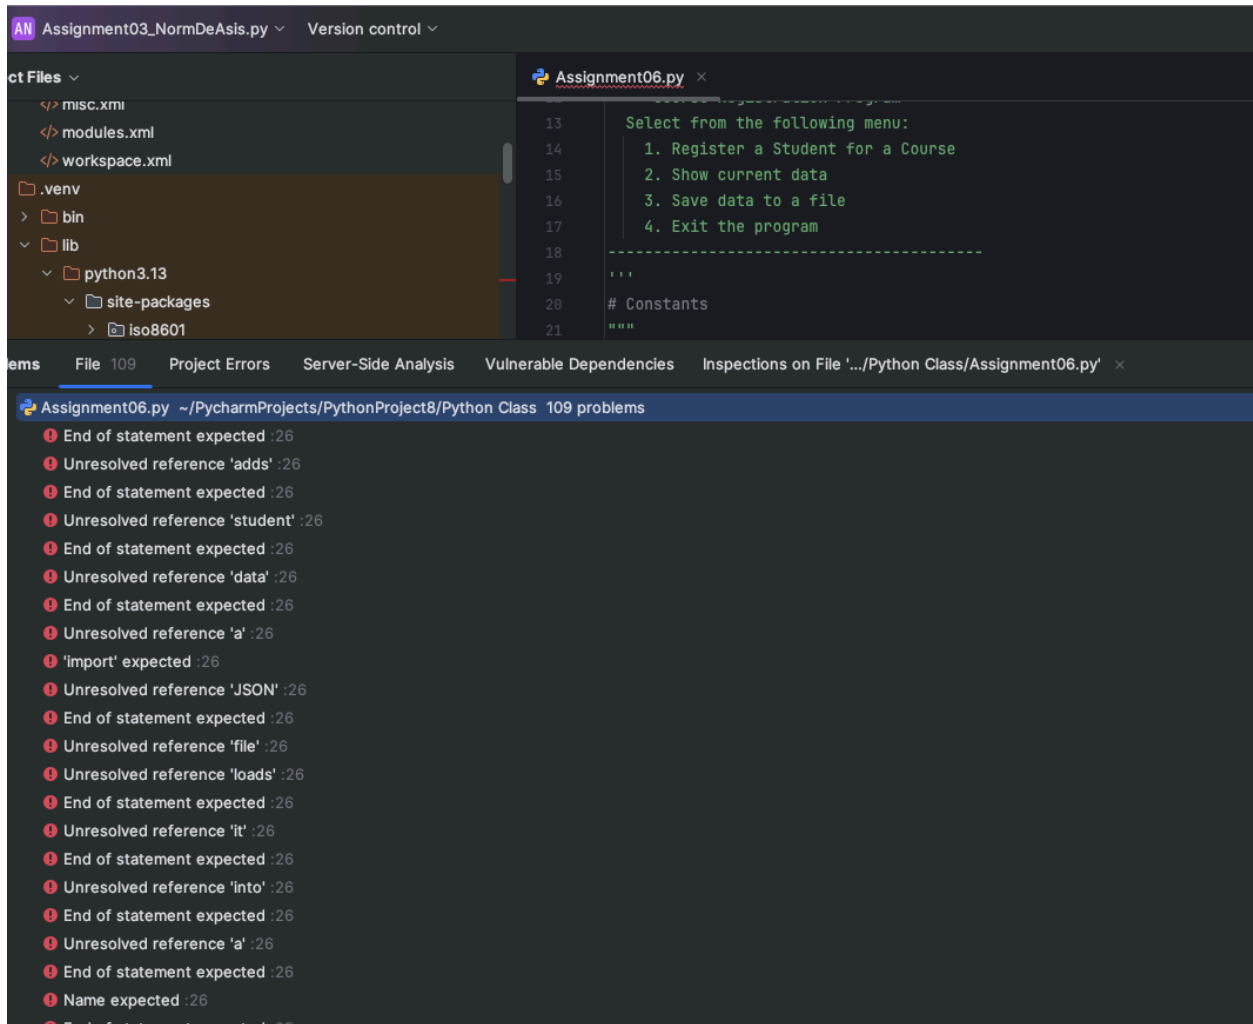 AN Assignment03_NormDeAsis.py Version control
ct Files
Assignment06.py ×
</> misc.xml
</> modules.xml
</> workspace.xml
.venv
bin
lib
python3.13
site-packages
iso8601
12 Course Registration Program
13 Select from the following menu:
14 1. Register a Student for a Course
15 2. Show current data
16 3. Save data to a file
17 4. Exit the program
18 -----------------------------------------
19 '''
20 # Constants
21 """
lems File 109 Project Errors Server-Side Analysis Vulnerable Dependencies Inspections on File '.../Python Class/Assignment06.py' ×
Assignment06.py ~/PycharmProjects/PythonProject8/Python Class 109 problems
End of statement expected :26
Unresolved reference 'adds' :26
End of statement expected :26
Unresolved reference 'student' :26
End of statement expected :26
Unresolved reference 'data' :26
End of statement expected :26
Unresolved reference 'a' :26
'import' expected :26
Unresolved reference 'JSON' :26
End of statement expected :26
Unresolved reference 'file' :26
Unresolved reference 'loads' :26
End of statement expected :26
Unresolved reference 'it' :26
End of statement expected :26
Unresolved reference 'into' :26
End of statement expected :26
Unresolved reference 'a' :26
End of statement expected :26
Name expected :26